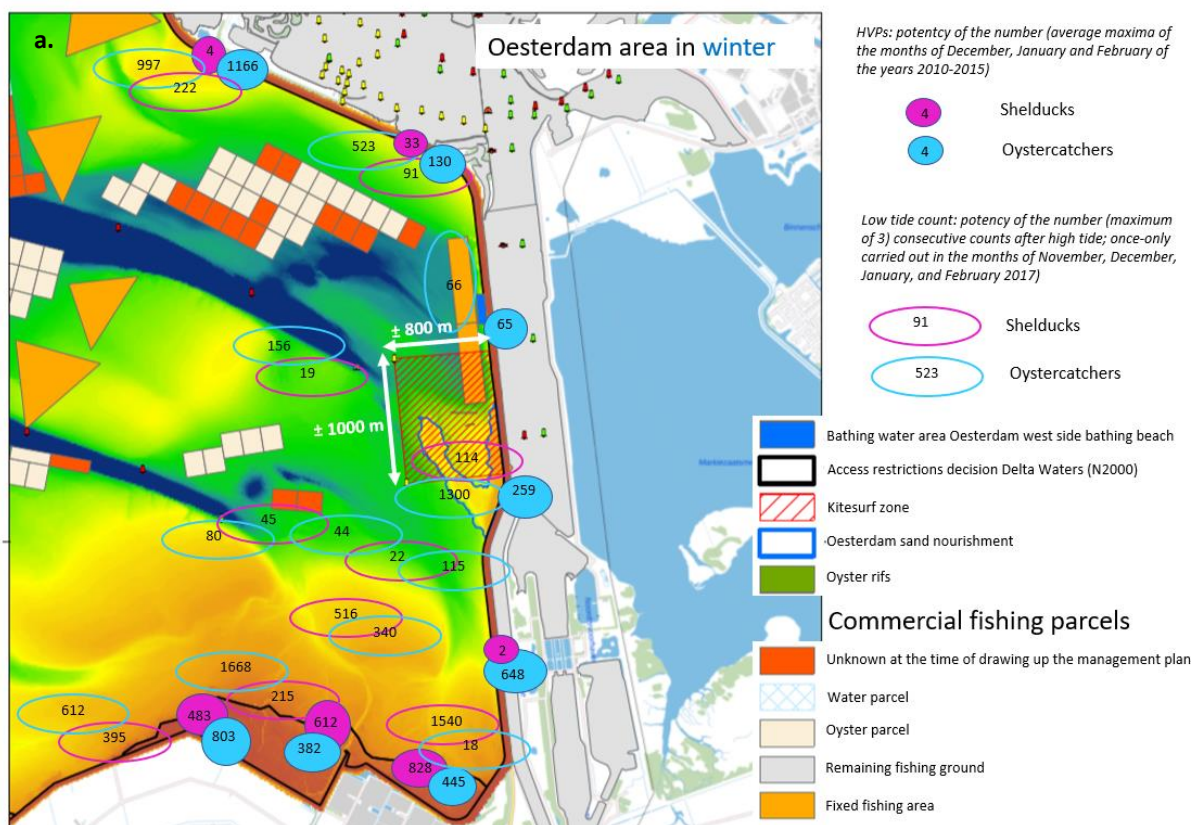 a.
Oesterdam area in winter
4
997
1166
222
523
33
130
91
66
65
± 800 m
156
19
± 1000 m
114
1300
259
45
80
44
22
115
516
340
2
648
1668
215
612
395
483
803
612
382
1540
18
828
445
HVPs: potentcy of the number (average maxima of
the months of December, January and February of
the years 2010-2015)
4
Shelducks
4
Oystercatchers
Low tide count: potency of the number (maximum
of 3) consecutive counts after high tide; once-only
carried out in the months of November, December,
January, and February 2017)
91
Shelducks
523
Oystercatchers
Bathing water area Oesterdam west side bathing beach
Access restrictions decision Delta Waters (N2000)
Kitesurf zone
Oesterdam sand nourishment
Oyster rifs
Commercial fishing parcels
Unknown at the time of drawing up the management plan
Water parcel
Oyster parcel
Remaining fishing ground
Fixed fishing area